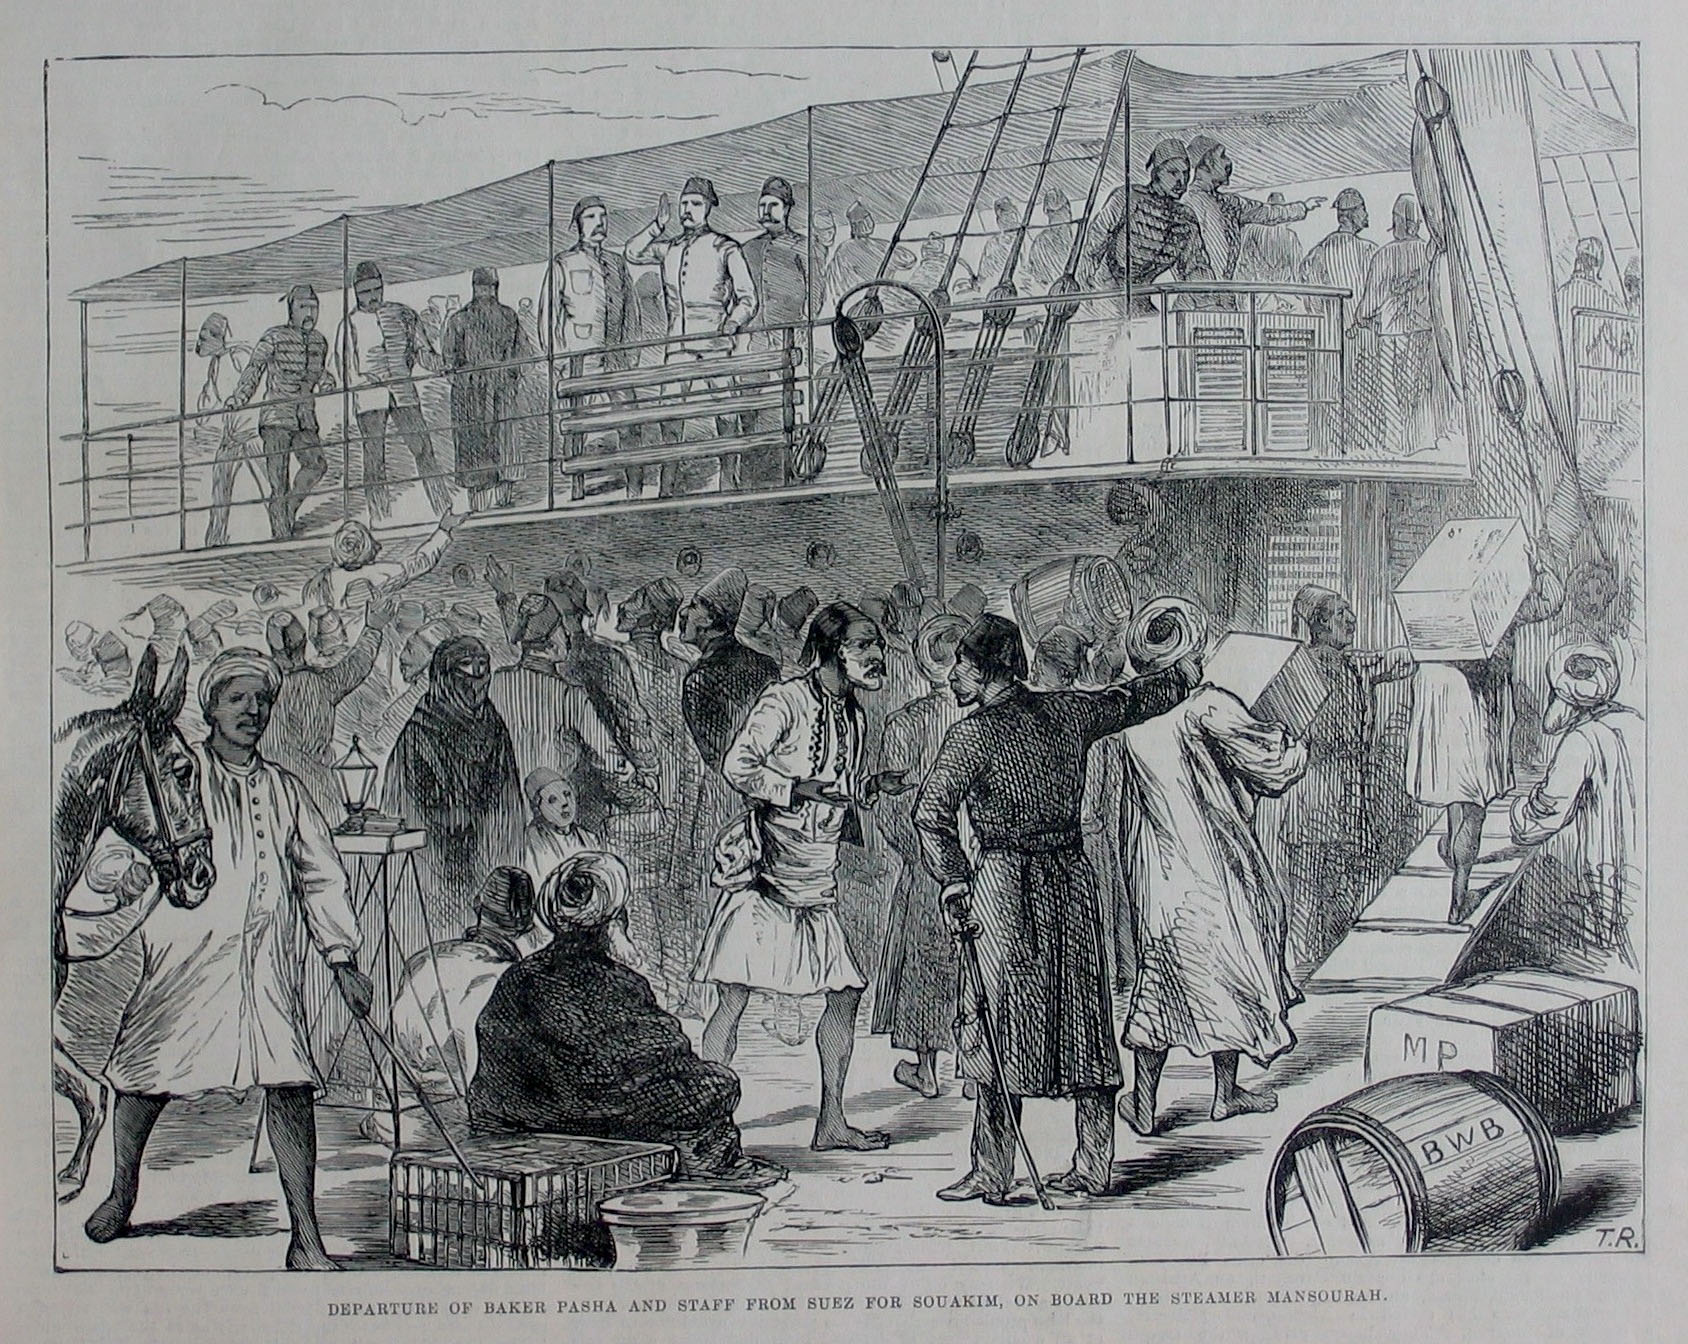 MP
BWB
T.R.
DEPARTURE OF BAKER PASHA AND STAFF FROM SUEZ FOR SOUAKIM, ON BOARD THE STEAMER MANSOURAH.